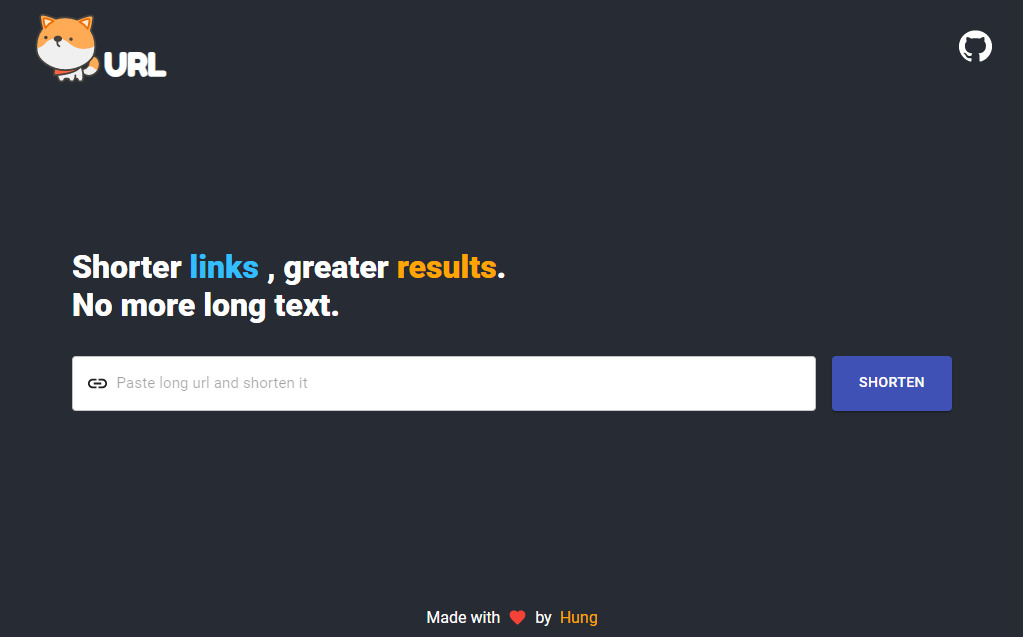 URL
Shorter links , greater results.
No more long text.
Paste long url and shorten it
SHORTEN
Made with by Hung